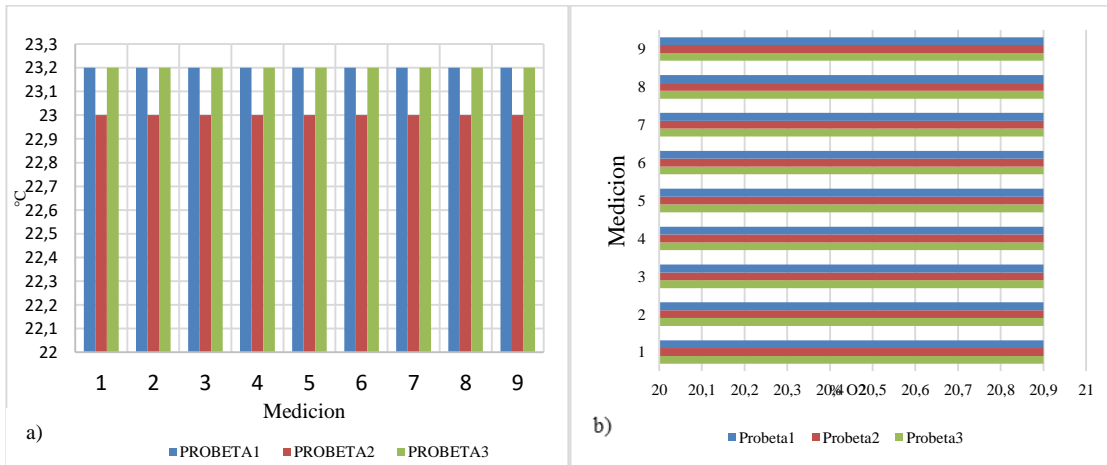 23,3
23,2
23,1
23
22,9
22,8
22,7
22,6
22,5
22,4
22,3
22,2
22,1
22
°C
1 2 3 4 5 6 7 8 9
Medicion
a)
PROBETA1 PROBETA2 PROBETA3
Medicion
9
8
7
6
5
4
3
2
1
20 20,1 20,2 20,3 20,4 20,5 20,6 20,7 20,8 20,9 21
% O2
b)
Probeta1 Probeta2 Probeta3